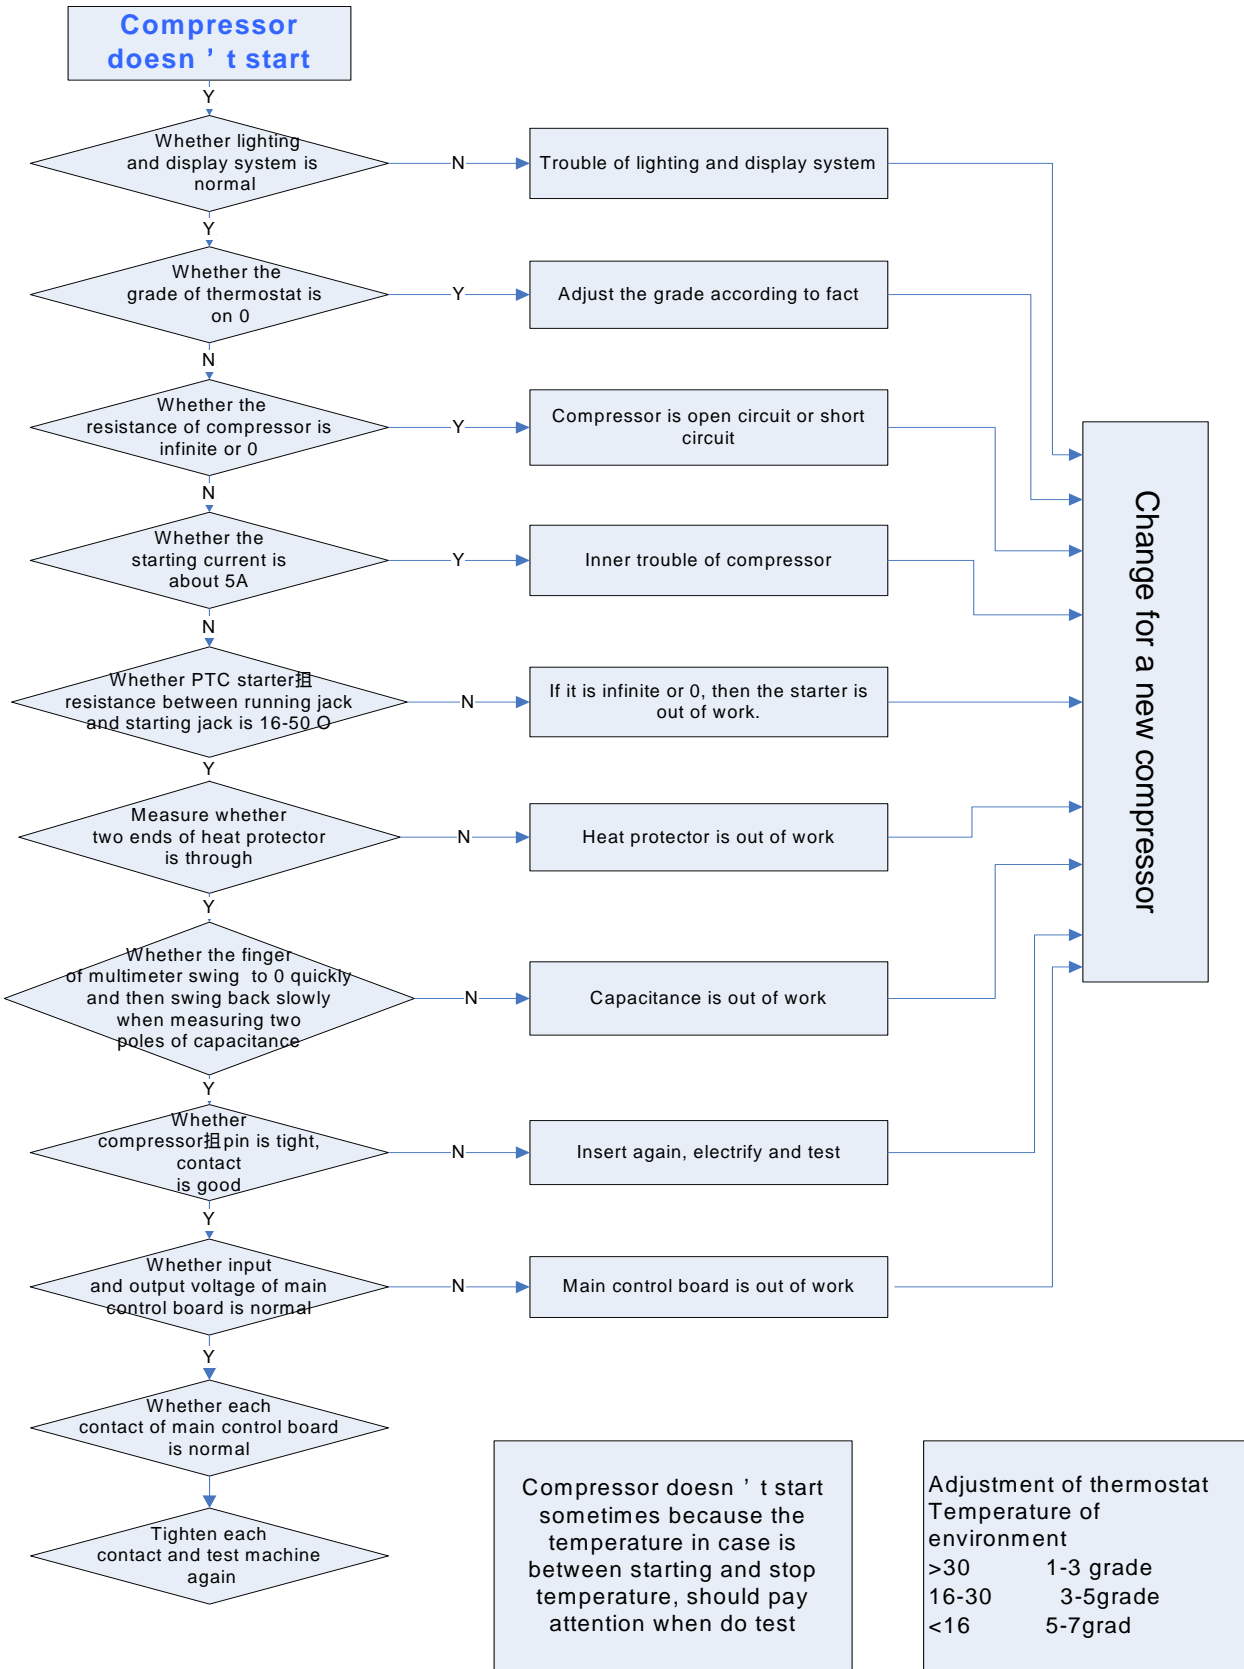 Compressor
doesn ’ t start
Y
Whether lighting
and display system is
normal
N
Trouble of lighting and display system
Y
Whether the
grade of thermostat is
on 0
Y
Adjust the grade according to fact
N
Whether the
resistance of compressor is
infinite or 0
Y
Compressor is open circuit or short
circuit
N
Whether the
starting current is
about 5A
Y
Inner trouble of compressor
N
Whether PTC starter抯
resistance between running jack
and starting jack is 16-50 O
N
If it is infinite or 0, then the starter is
out of work.
Y
Measure whether
two ends of heat protector
is through
N
Heat protector is out of work
Y
Whether the finger
of multimeter swing to 0 quickly
and then swing back slowly
when measuring two
poles of capacitance
N
Capacitance is out of work
Y
Whether
compressor抯pin is tight,
contact
is good
N
Insert again, electrify and test
Y
Whether input
and output voltage of main
control board is normal
N
Main control board is out of work
Y
Whether each
contact of main control board
is normal
Tighten each
contact and test machine
again
Change for a new compressor
Compressor doesn ’ t start
sometimes because the
temperature in case is
between starting and stop
temperature, should pay
attention when do test
Adjustment of thermostat
Temperature of
environment
>30 1-3 grade
16-30 3-5grade
<16 5-7grad